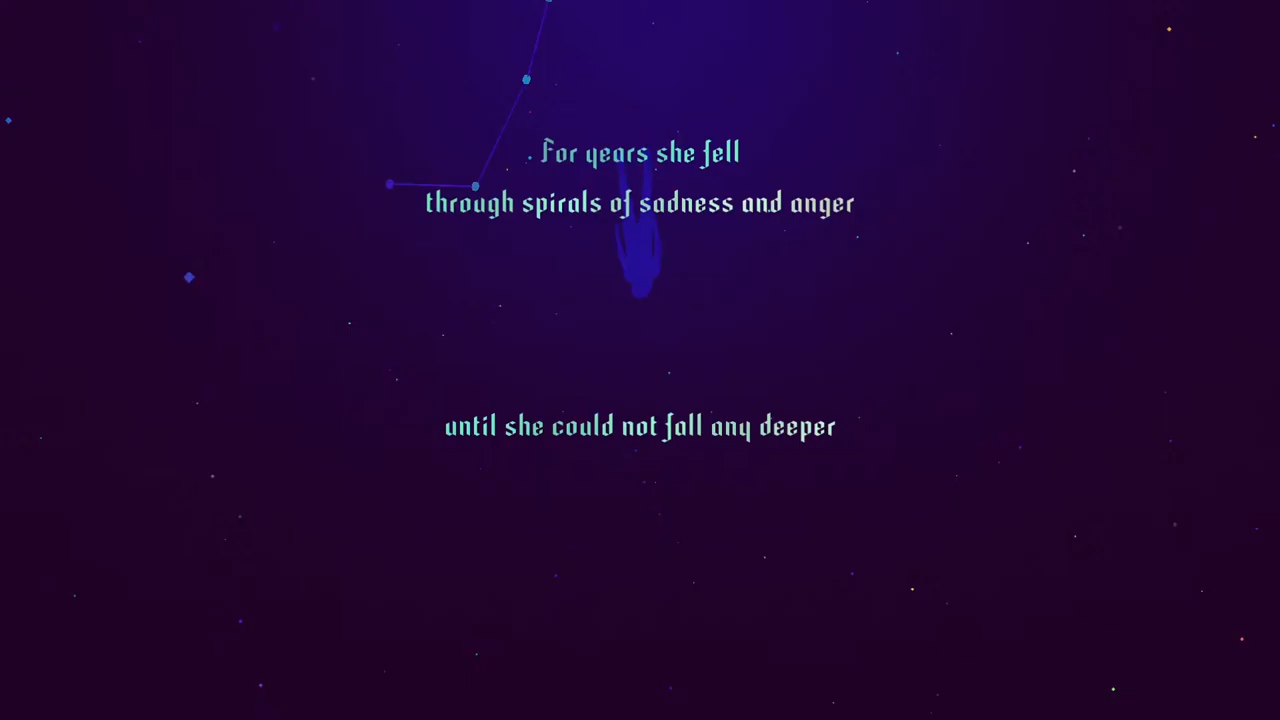 For years she fell
through spirals of sadness and anger
until she could not fall any deeper